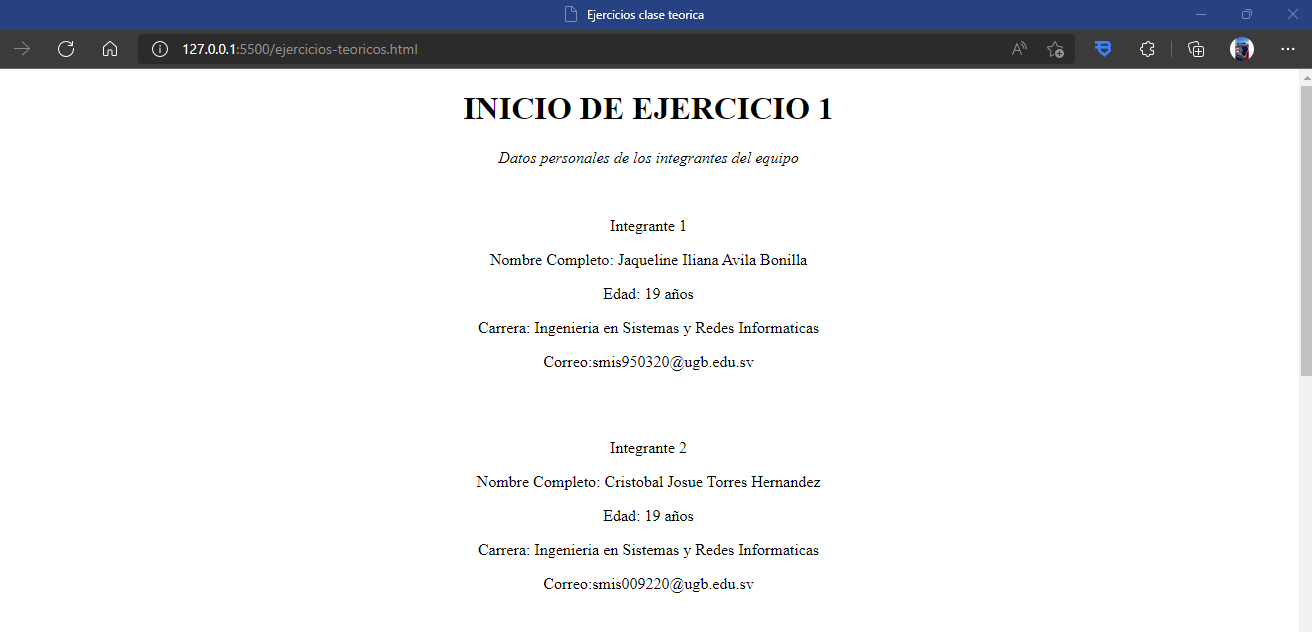 Ejercicios clase teorica
127.0.0.1:5500/ejercicios-teoricos.html
INICIO DE EJERCICIO 1
Datos personales de los integrantes del equipo
Integrante 1
Nombre Completo: Jaqueline Iliana Avila Bonilla
Edad: 19 años
Carrera: Ingenieria en Sistemas y Redes Informaticas
Correo:smis950320@ugb.edu.sv
Integrante 2
Nombre Completo: Cristobal Josue Torres Hernandez
Edad: 19 años
Carrera: Ingenieria en Sistemas y Redes Informaticas
Correo:smis009220@ugb.edu.sv